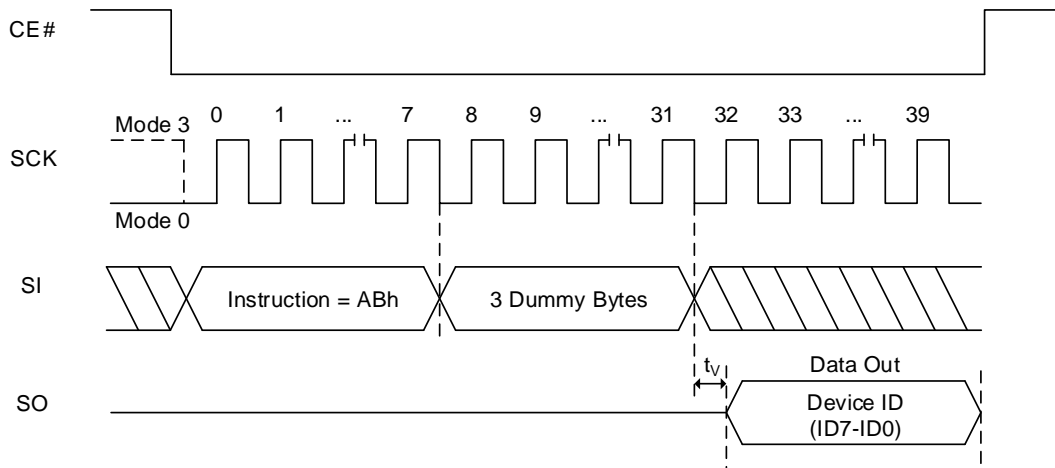 CE#
0 1 ... 7 8 9 ... 31 32 33 ... 39
Mode 3
SCK
Mode 0
SI
Instruction = ABh
3 Dummy Bytes
tV
Data Out
SO
Device ID
(ID7-ID0)